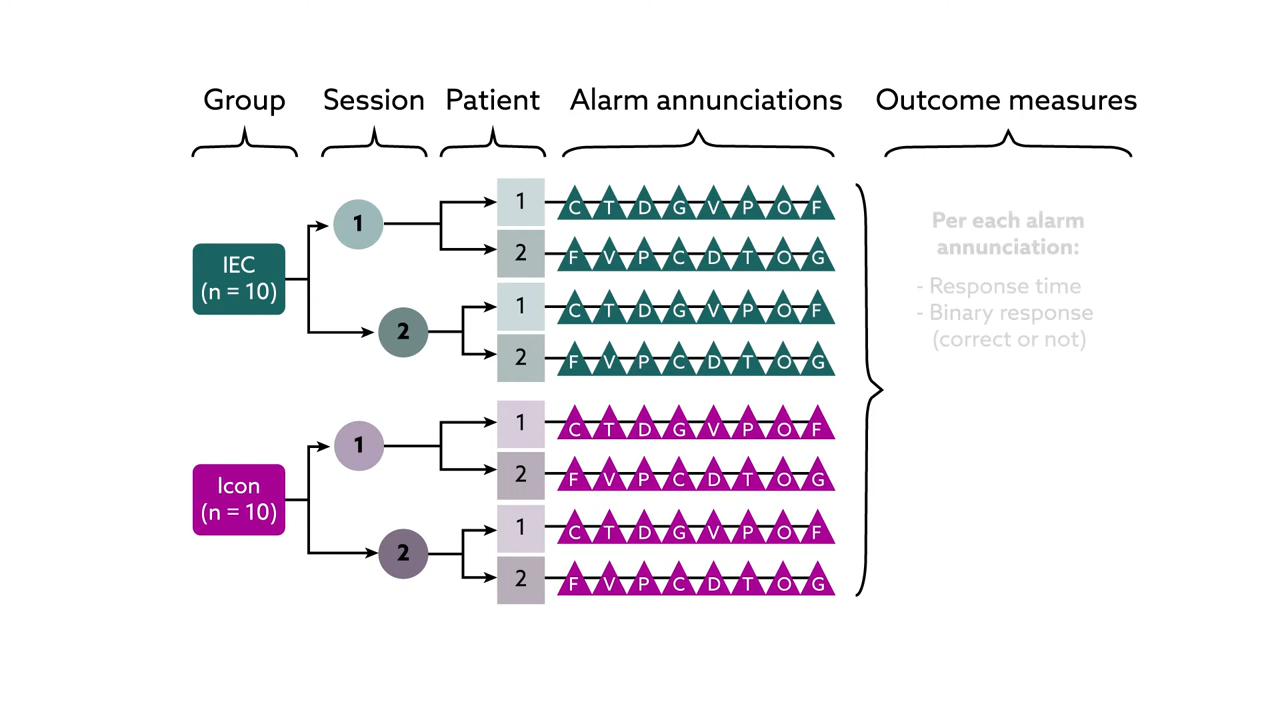 Group Session Patient Alarm annunciations Outcome measures
1 C T D G V P O F
1
2 F V P C D T O G
IEC
(n = 10)
1 C T D G V P O F
2
2 F V P C D T O G
1 C T D G V P O F
1
2 F V P C D T O G
Icon
(n = 10)
1 C T D G V P O F
2
2 F V P C D T O G
Per each alarm
annunciation:
- Response time
- Binary response
(correct or not)